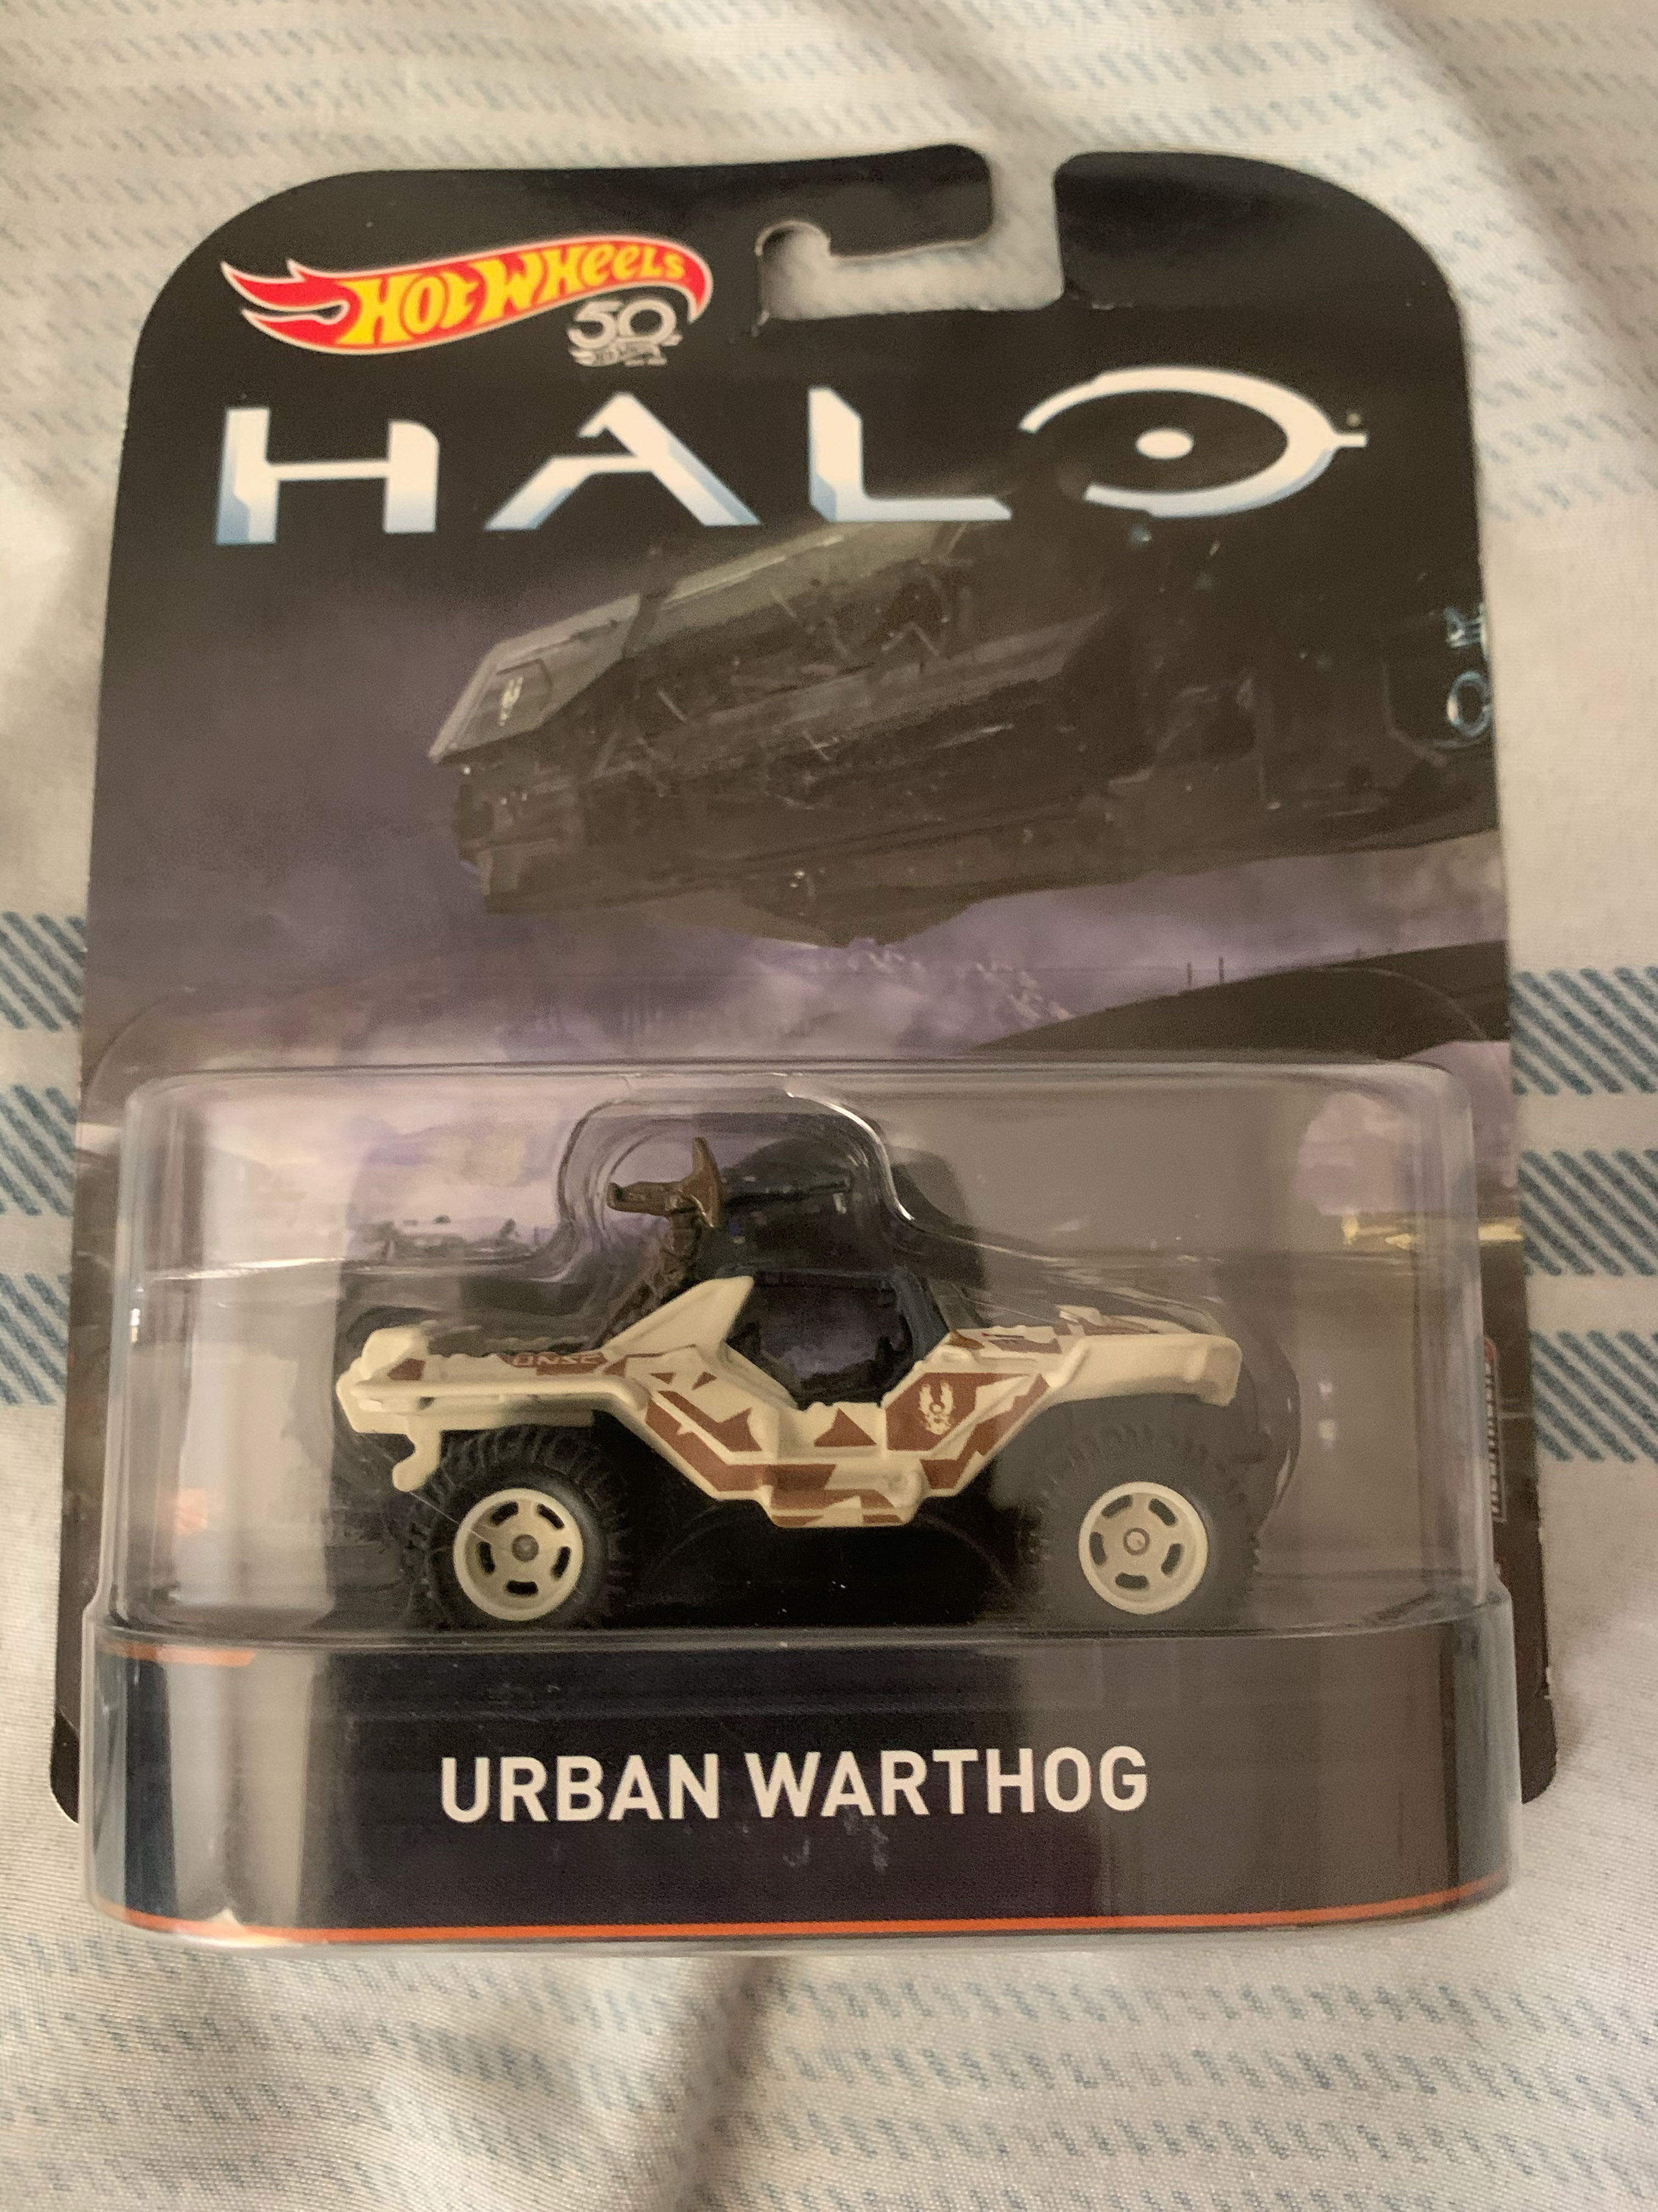 HOT WHEELS
50
HALO
UNSC
URBAN WARTHOG